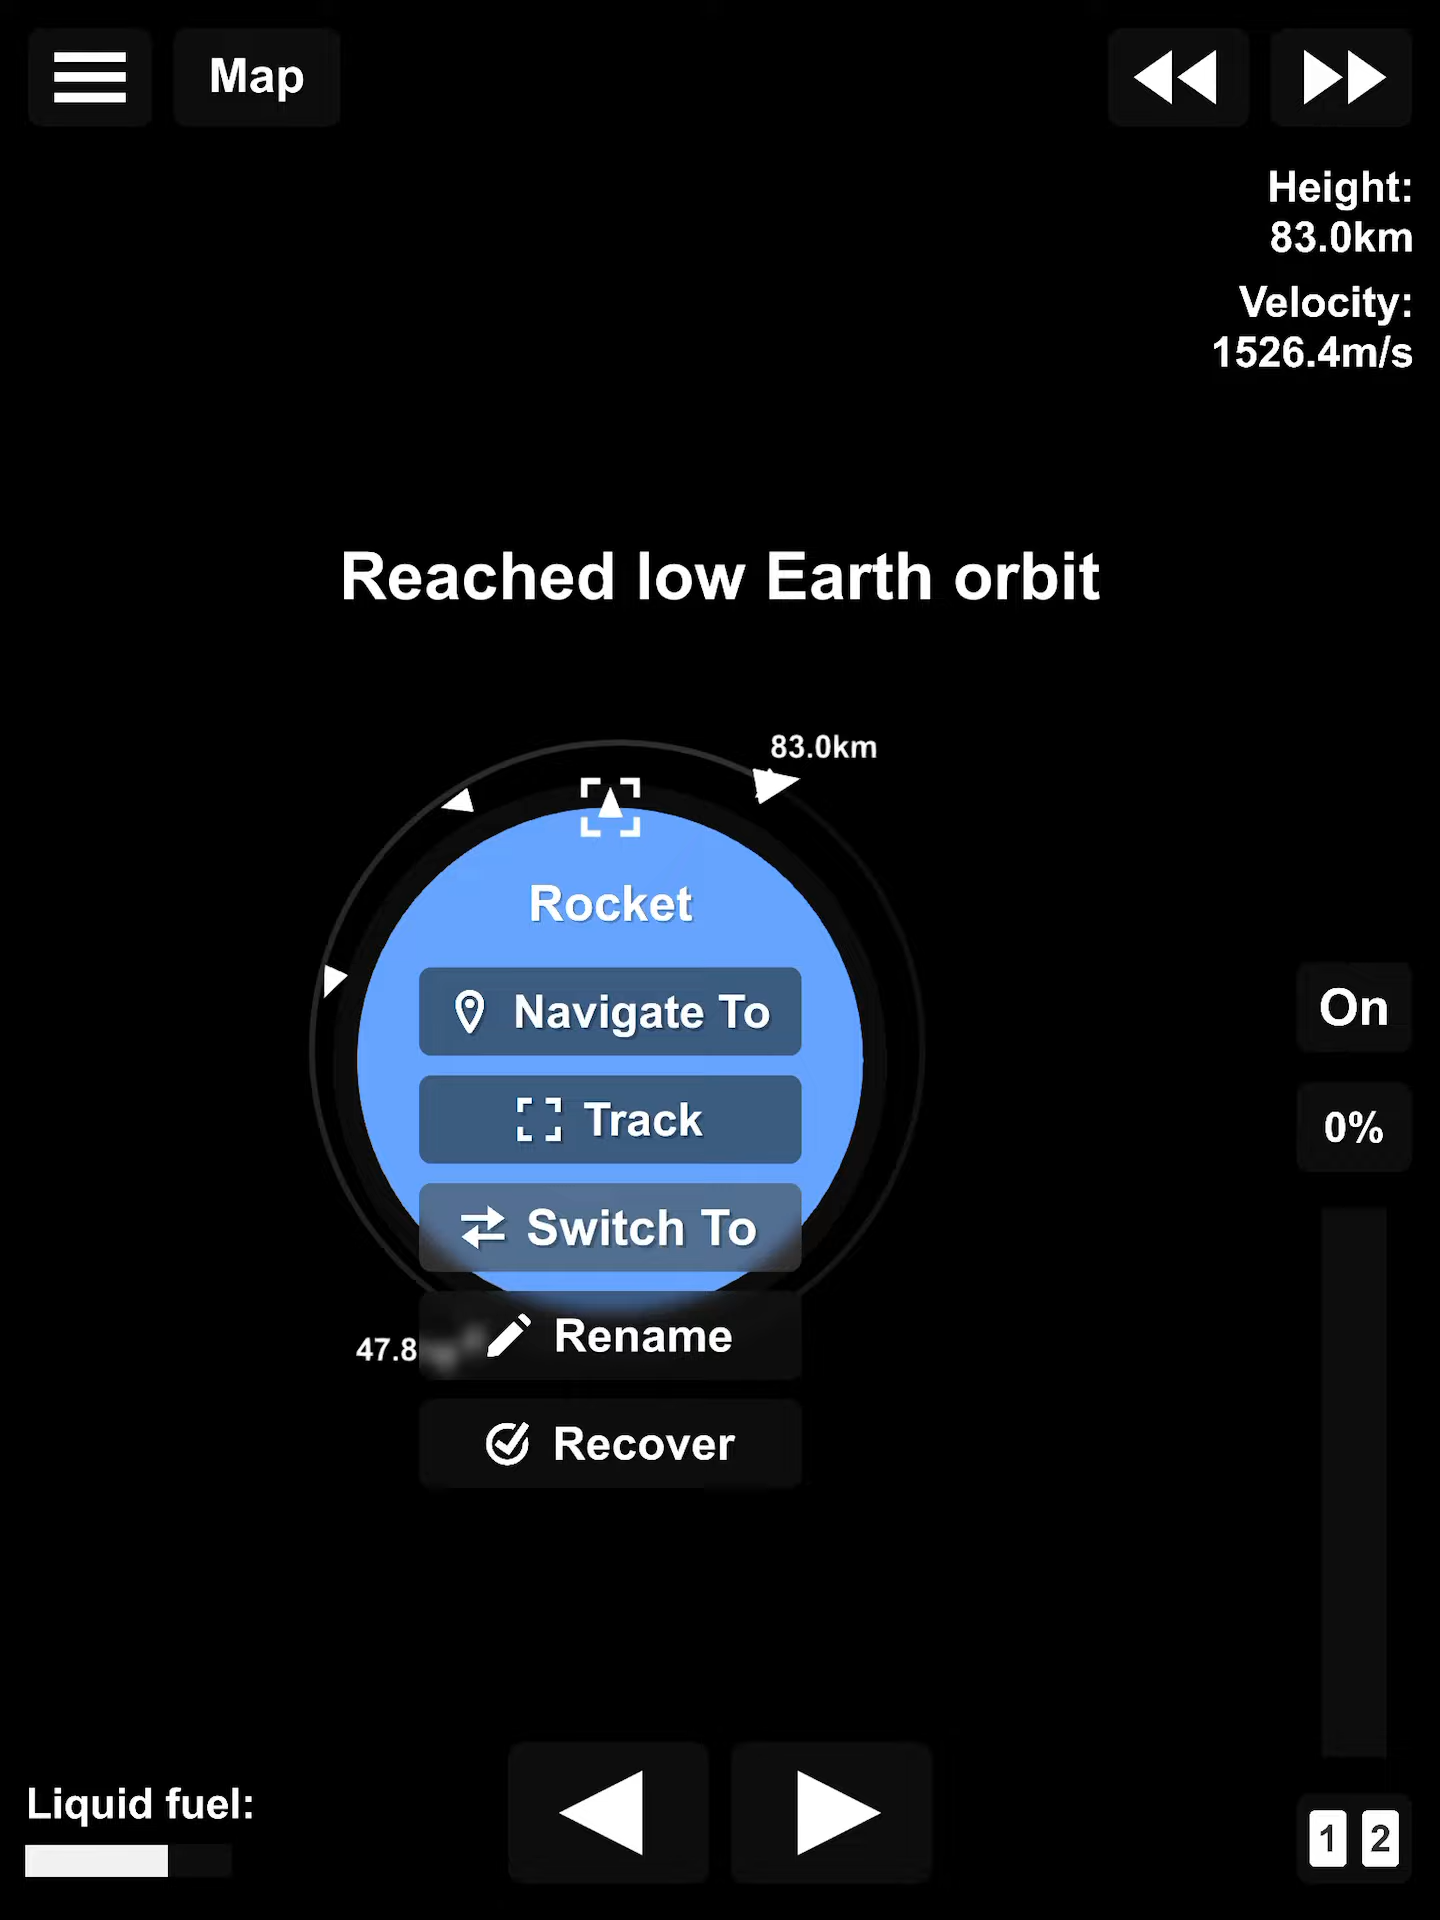 Map
Height:
83.0km
Velocity:
1526.4m/s
Reached low Earth orbit
83.0km
Rocket
Navigate To
Track
On
0%
Switch To
Rename
47.8
Recover
Liquid fuel:
1 2